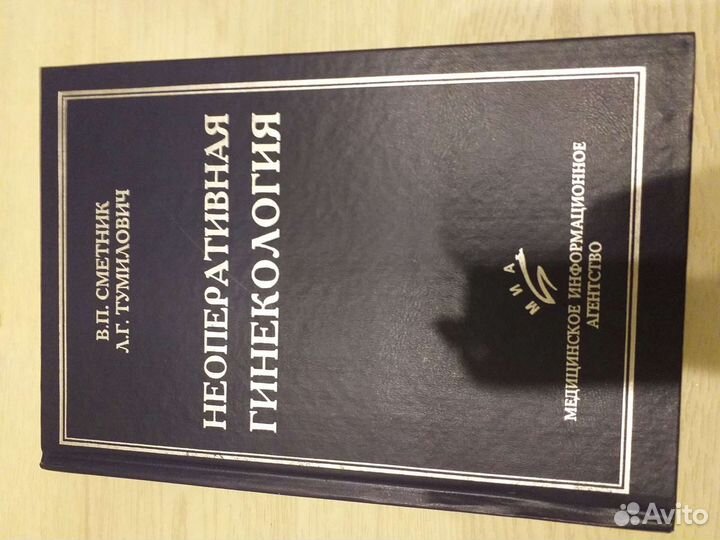 В.П. СМЕТНИК
Л.Г. ТУМИЛОВИЧ
НЕОПЕРАТИВНАЯ
ГИНЕКОЛОГИЯ
МИА
МЕДИЦИНСКОЕ ИНФОРМАЦИОННОЕ
АГЕНТСТВО
Avito